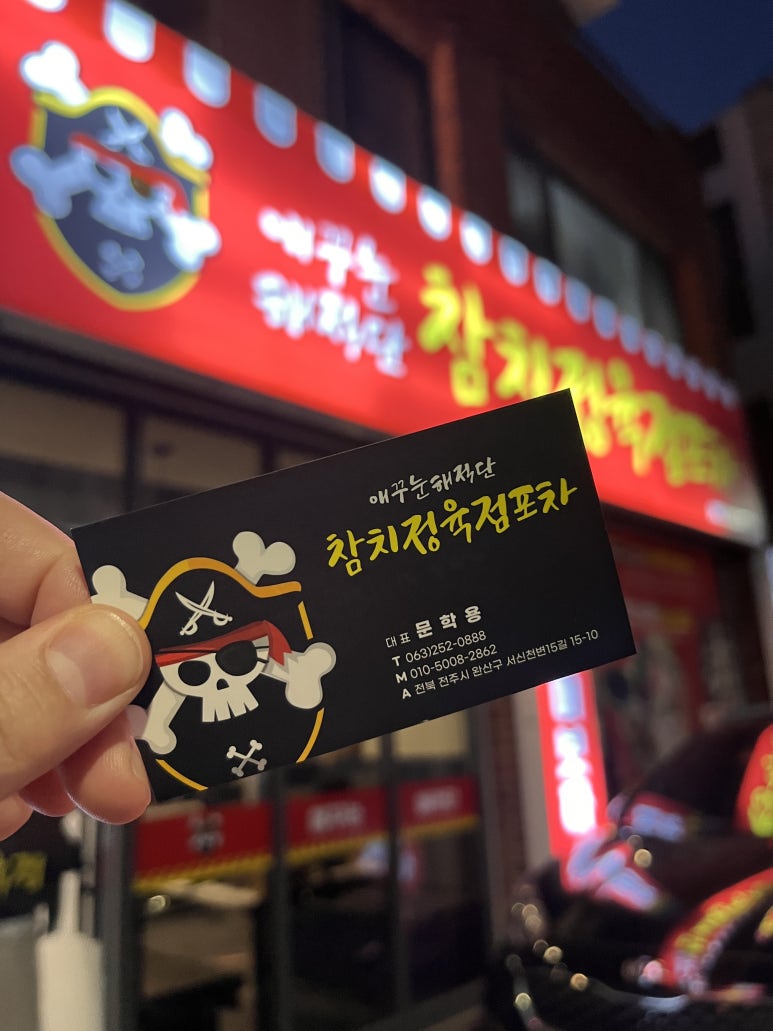 애꾸눈
해적단
참치정육점포차
애꾸눈해적단
참치정육점포차
대표 문학용
T 063)252-0888
M 010-5008-2862
A 전북 전주시 완산구 서신천변15길 15-10